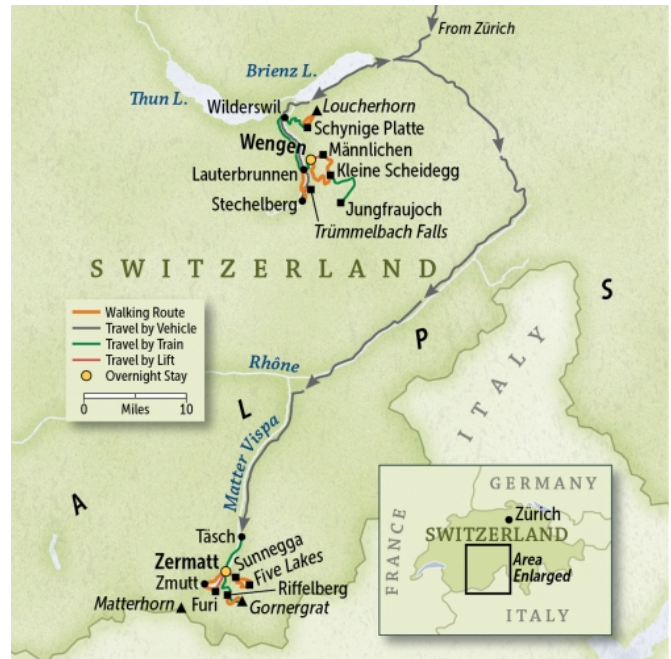 From Zürich
Brienz L.
Thun L.
Wilderswil
Loucherhorn
Schynige Platte
Wengen
Männlichen
Lauterbrunnen
Kleine Scheidegg
Stechelberg
Jungfraujoch
Trümmelbach Falls
SWITZERLAND
A L P S
ITALY
Walking Route
Travel by Vehicle
Travel by Train
Travel by Lift
Overnight Stay
0 Miles 10
Rhône
Matter Vispa
Täsch
Zermatt
Sunnegga
Five Lakes
Zmutt
Riffelberg
Matterhorn
Furi
Gornergrat
GERMANY
Zürich
FRANCE
SWITZERLAND
Area
Enlarged
ITALY